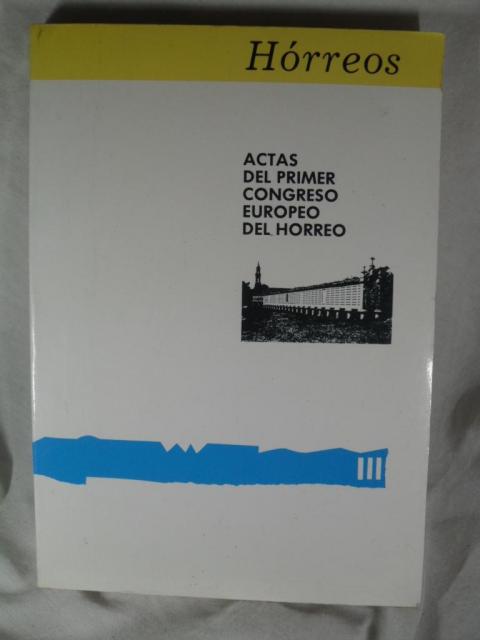 Hórreos
ACTAS
DEL PRIMER
CONGRESO
EUROPEO
DEL HORREO